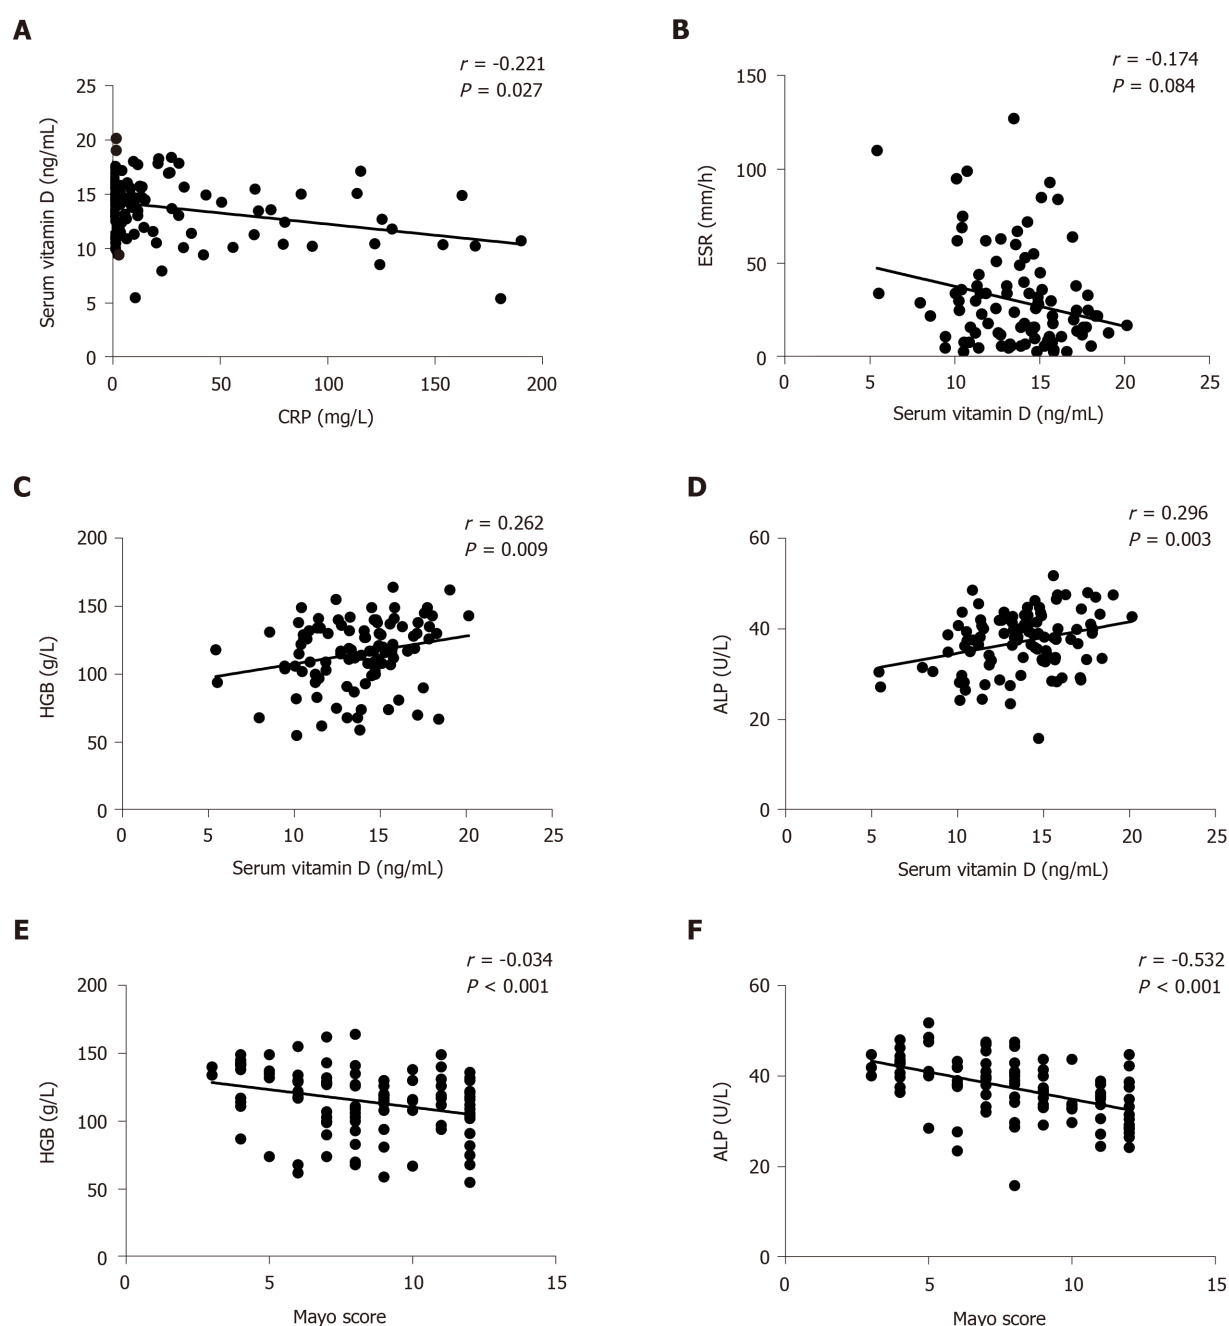 A
r = -0.221
P = 0.027
25
20
15
10
5
0
Serum vitamin D (ng/mL)
0 50 100 150 200
CRP (mg/L)
B
r = -0.174
P = 0.084
150
100
50
0
ESR (mm/h)
0 5 10 15 20 25
Serum vitamin D (ng/mL)
C
r = 0.262
P = 0.009
200
150
100
50
0
HGB (g/L)
0 5 10 15 20 25
Serum vitamin D (ng/mL)
D
r = 0.296
P = 0.003
60
40
20
0
ALP (U/L)
0 5 10 15 20 25
Serum vitamin D (ng/mL)
E
r = -0.034
P < 0.001
200
150
100
50
0
HGB (g/L)
0 5 10 15
Mayo score
F
r = -0.532
P < 0.001
60
40
20
0
ALP (U/L)
0 5 10 15
Mayo score